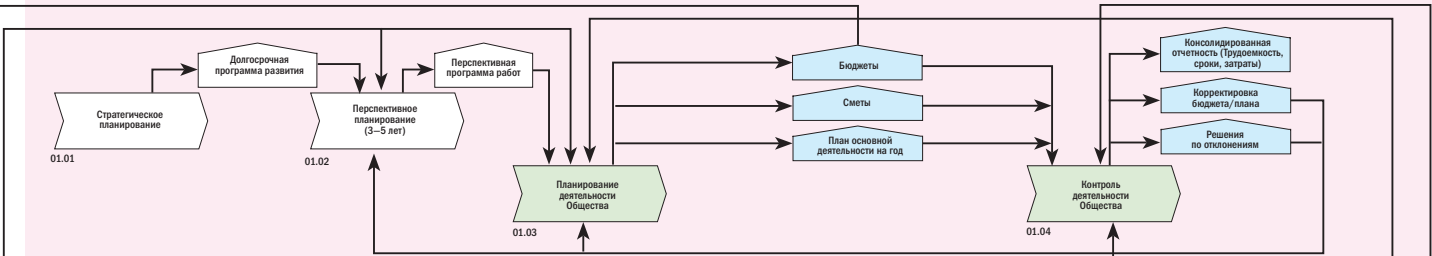 Стратегическое
планирование
01.01
Долгосрочная
программа развития
Перспективное
планирование
(3–5 лет)
01.02
Перспективная
программа работ
Планирование
деятельности
Общества
01.03
Бюджеты
Сметы
План основной
деятельности на год
Контроль
деятельности
Общества
01.04
Консолидированная
отчетность (Трудоемкость,
сроки, затраты)
Корректировка
бюджета/плана
Решения
по отклонениям